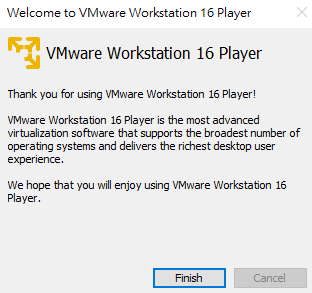 Welcome to VMware Workstation 16 Player
VMware Workstation 16 Player
Thank you for using VMware Workstation 16 Player!
VMware Workstation 16 Player is the most advanced
virtualization software that supports the broadest number of
operating systems and delivers the richest desktop user
experience.
We hope that you will enjoy using VMware Workstation 16
Player.
Finish
Cancel